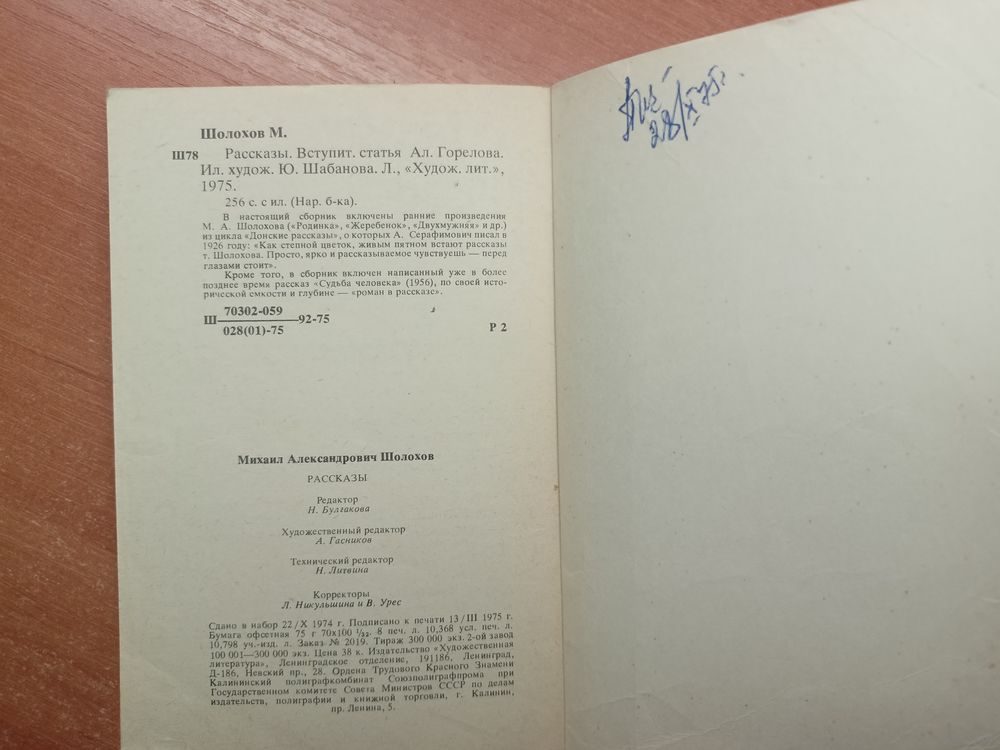 Шолохов М.
Ш78 Рассказы. Вступит. статья Ал. Горелова.
Ил. худож. Ю. Шабанова. Л., «Худож. лит.»,
1975.
256 с. с ил. (Нар. б-ка).
В настоящий сборник включены ранние произведения
М. А. Шолохова («Родинка», «Жеребенок», «Двухмужняя» и др.)
из цикла «Донские рассказы», о которых А. Серафимович писал в
1926 году: «Как степной цветок, живым пятном встают рассказы
т. Шолохова. Просто, ярко и рассказываемое чувствуешь — перед
глазами стоит».
Кроме того, в сборник включен написанный уже в более
позднее время рассказ «Судьба человека» (1956), по своей исто-
рической емкости и глубине — «роман в рассказе».
70302-059
Ш———92-75
028(01)-75
Р 2
Михаил Александрович Шолохов
РАССКАЗЫ
Редактор
Н. Булгакова
Художественный редактор
А. Гасников
Технический редактор
Н. Литвина
Корректоры
Л. Никульшина и В. Урес
Сдано в набор 22/X 1974 г. Подписано к печати 13/III 1975 г.
Бумага офсетная 75 г 70х100 1/32. 8 печ. л. 10,368 усл. печ. л.
10,798 уч.-изд. л. Заказ № 2019. Тираж 300 000 экз. 2-ой завод
100 001—300 000 экз. Цена 38 к. Издательство «Художественная
литература», Ленинградское отделение, 191186, Ленинград,
Д-186, Невский пр., 28. Ордена Трудового Красного Знамени
Калининский полиграфкомбинат Союзполиграфпрома при
Государственном комитете Совета Министров СССР по делам
издательств, полиграфии и книжной торговли, г. Калинин,
пр. Ленина, 5.
28/X 75г.